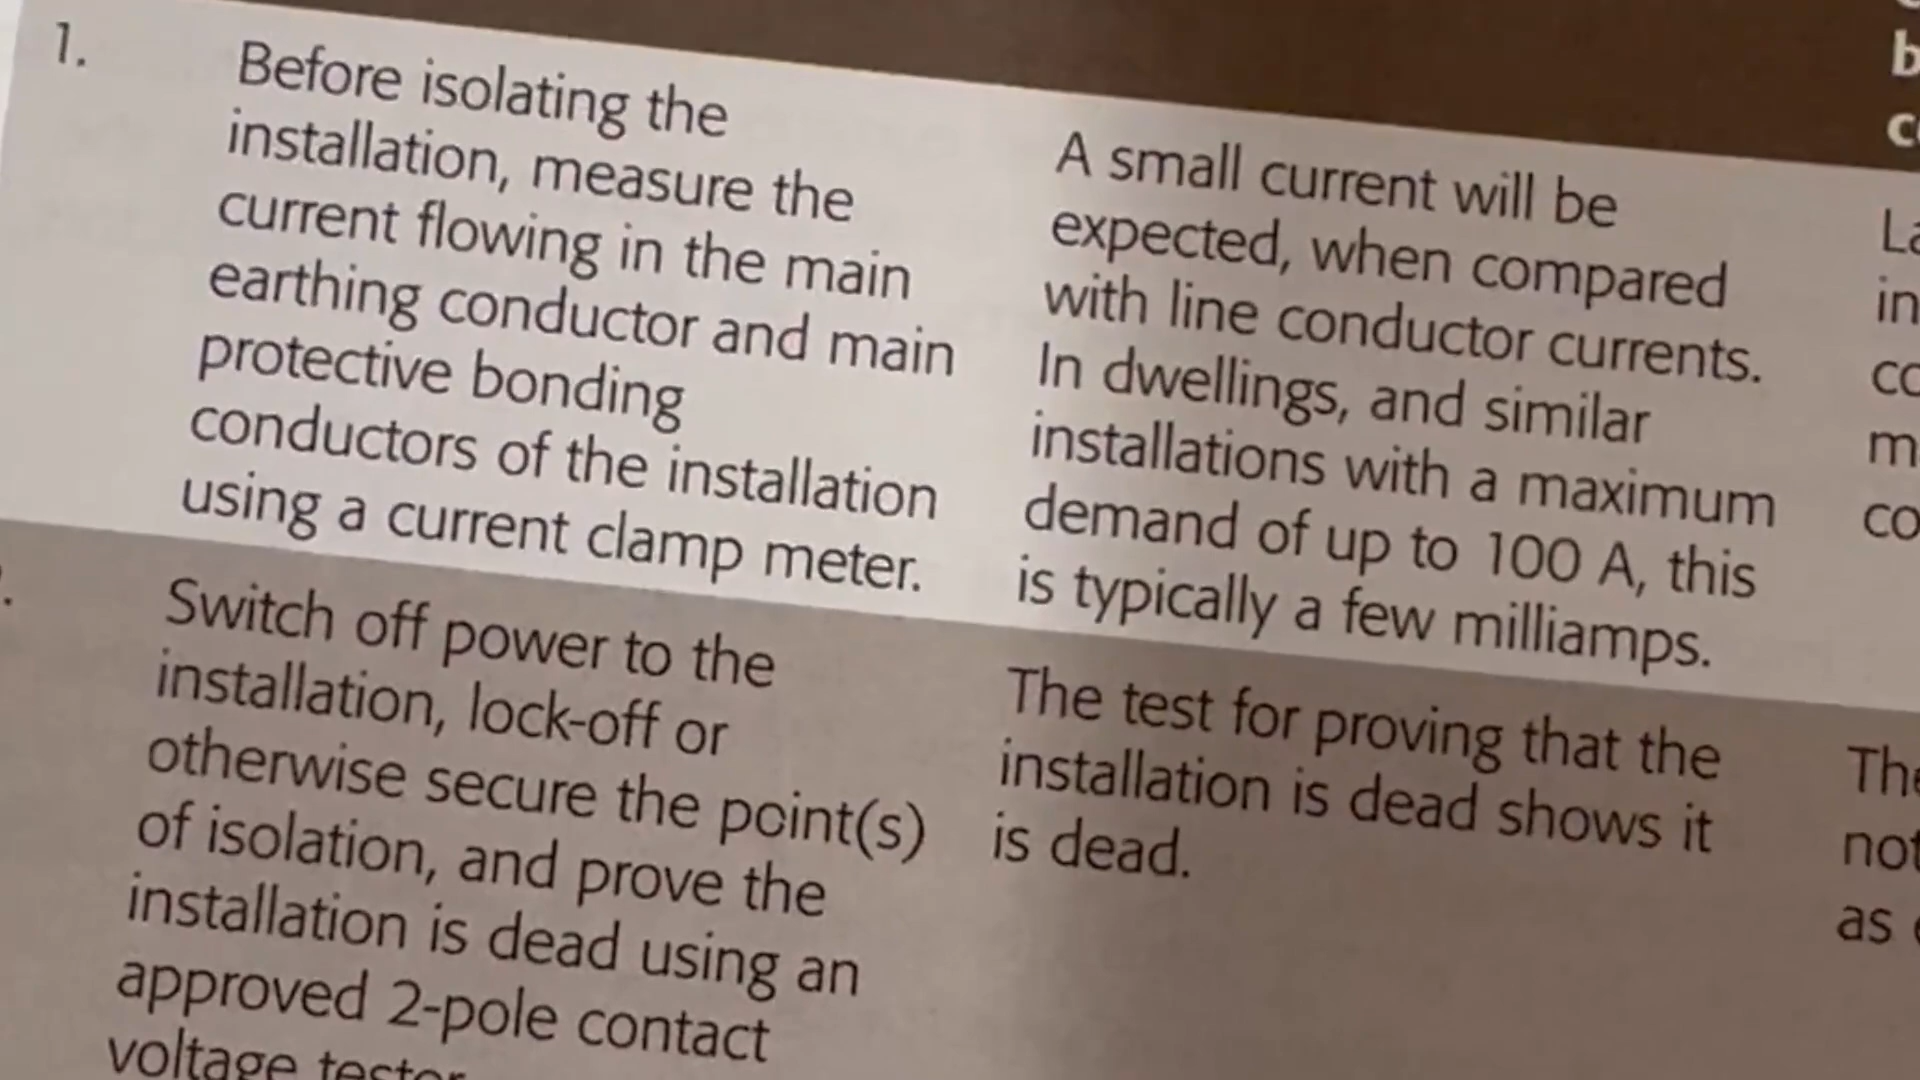 1.
Before isolating the
installation, measure the
current flowing in the main
earthing conductor and main
protective bonding
conductors of the installation
using a current clamp meter.
A small current will be
expected, when compared
with line conductor currents.
In dwellings, and similar
installations with a maximum
demand of up to 100 A, this
is typically a few milliamps.
Switch off power to the
installation, lock-off or
otherwise secure the point(s)
of isolation, and prove the
installation is dead using an
approved 2-pole contact
voltage tester
The test for proving that the
installation is dead shows it
is dead.
as